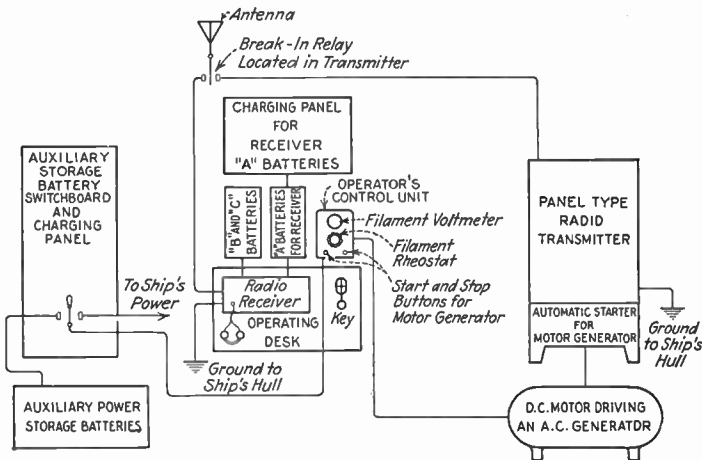 Antenna
Break-In Relay
Located in Transmitter
CHARGING PANEL
FOR
RECEIVER
"A" BATTERIES
AUXILIARY
STORAGE
BATTERY
SWITCHBOARD
AND
CHARGING
PANEL
"B" AND "C"
BATTERIES
"A" BATTERIES
FOR RECEIVER
OPERATOR'S
CONTROL UNIT
Filament Voltmeter
Filament
Rheostat
Start and Stop
Buttons for
Motor Generator
PANEL TYPE
RADIO
TRANSMITTER
To Ship's
Power
Radio
Receiver
Key
OPERATING
DESK
AUTOMATIC STARTER
FOR
MOTOR GENERATOR
Ground
to Ship's
Hull
Ground to
Ship's Hull
AUXILIARY POWER
STORAGE BATTERIES
D.C. MOTOR DRIVING
AN A.C. GENERATOR